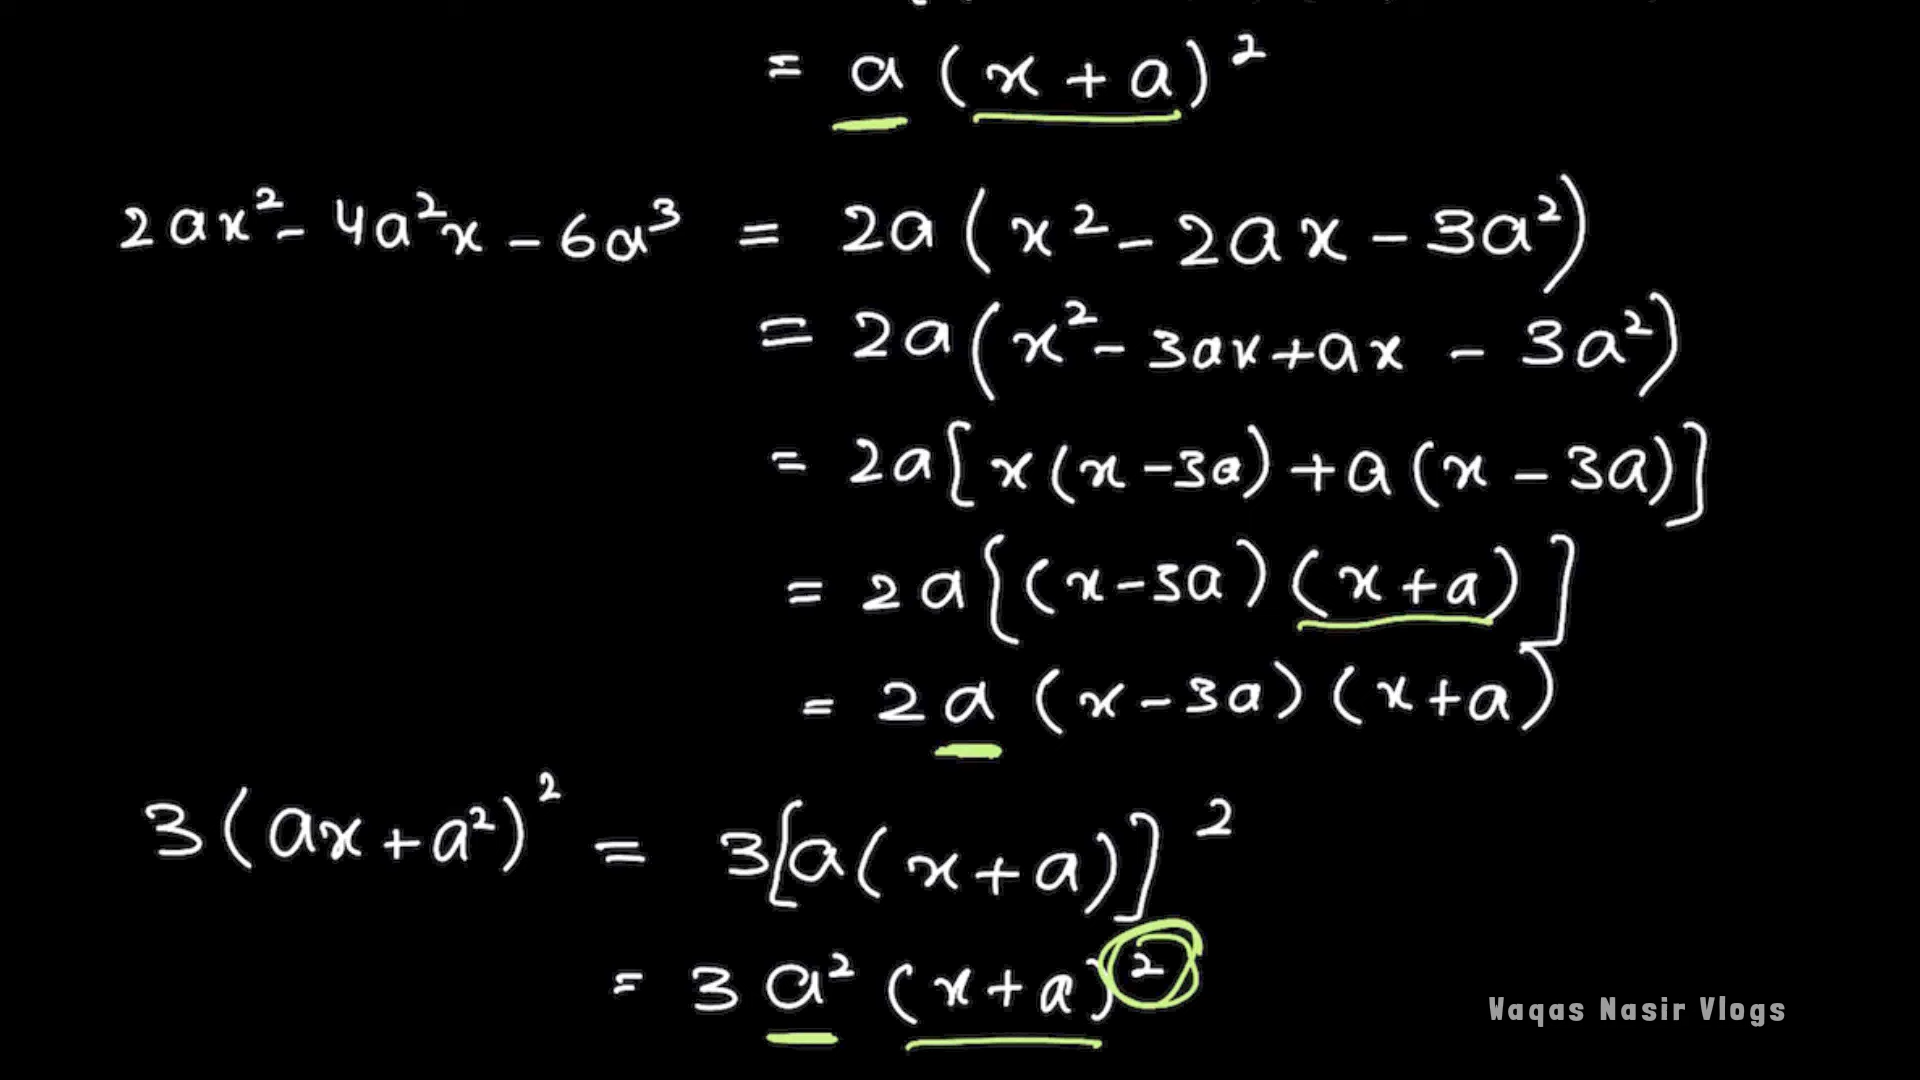 = a (x + a)²
2ax² - 4a²x - 6a³ = 2a (x² - 2ax - 3a²)
= 2a (x² - 3ax + ax - 3a²)
= 2a [x (x - 3a) + a (x - 3a)]
= 2a {(x - 3a) (x + a)]
= 2a (x - 3a) (x + a)
3 (ax + a²)² = 3[a (x + a)]²
= 3 a² (x + a)²
Waqas Nasir Vlogs